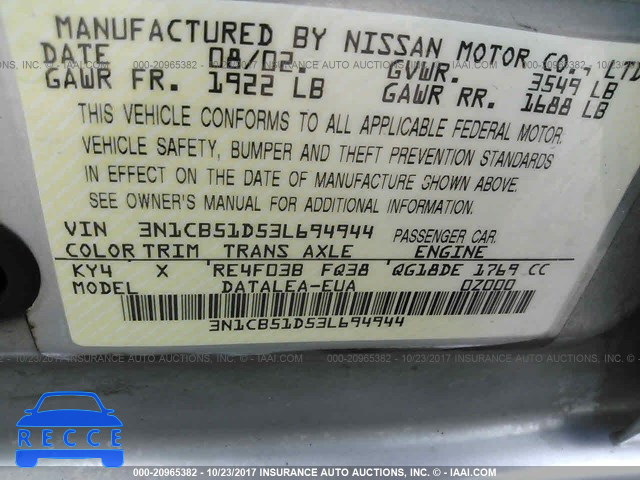 MANUFACTURED BY NISSAN MOTOR CO., LTD
DATE 08/02. GVWR. 3549 LB
GAWR FR. 1922 LB GAWR RR. 1688 LB
THIS VEHICLE CONFORMS TO ALL APPLICABLE FEDERAL MOTOR
VEHICLE SAFETY, BUMPER AND THEFT PREVENTION STANDARDS
IN EFFECT ON THE DATE OF MANUFACTURE SHOWN ABOVE.
SEE OWNER'S MANUAL FOR ADDITIONAL INFORMATION.
VIN 3N1CB51D53L694944 PASSENGER CAR.
COLOR TRIM TRANS AXLE ENGINE
KY4 X RE4F03B FQ38 QG18DE 1769 CC
MODEL DATALEA-EUA 0Z000
3N1CB51D53L694944
000-20965382 - 10/23/2017 INSURANCE AUTO AUCTIONS, INC. - © IAAI.COM
RECCE